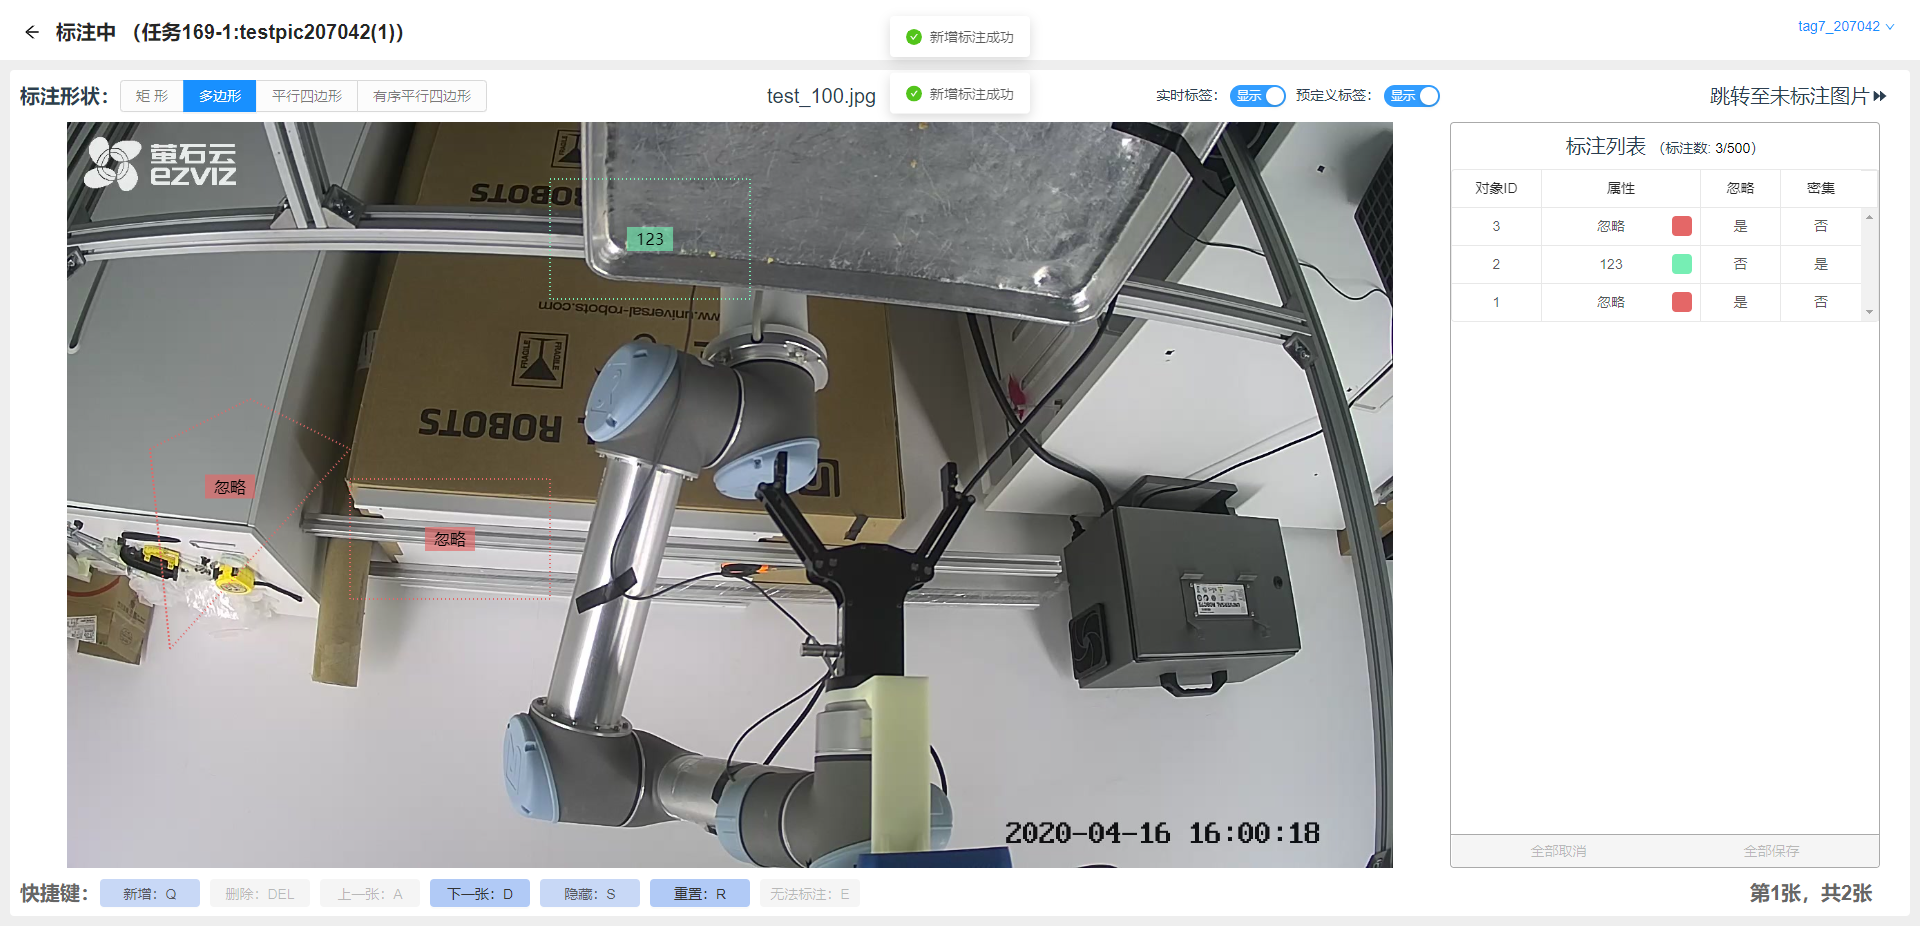 标注中 （任务169-1:testpic207042(1)）
新增标注成功
tag7_207042
标注形状：
矩 形
多边形
平行四边形
有序平行四边形
test_100.jpg
新增标注成功
实时标签：
显示
预定义标签：
显示
跳转至未标注图片
萤石云
ezviz
ROBOTS
123
www.universal-robots.com
FRAGILE
FRAGILE
ROBOTS
忽略
忽略
UNIVERSAL ROBOTS
2020-04-16 16:00:18
标注列表 （标注数: 3/500）
对象ID 属性 忽略 密集
3 忽略 是 否
2 123 否 是
1 忽略 是 否
全部取消 全部保存
快捷键：
新增：Q
删除：DEL
上一张：A
下一张：D
隐藏：S
重置：R
无法标注：E
第1张，共2张